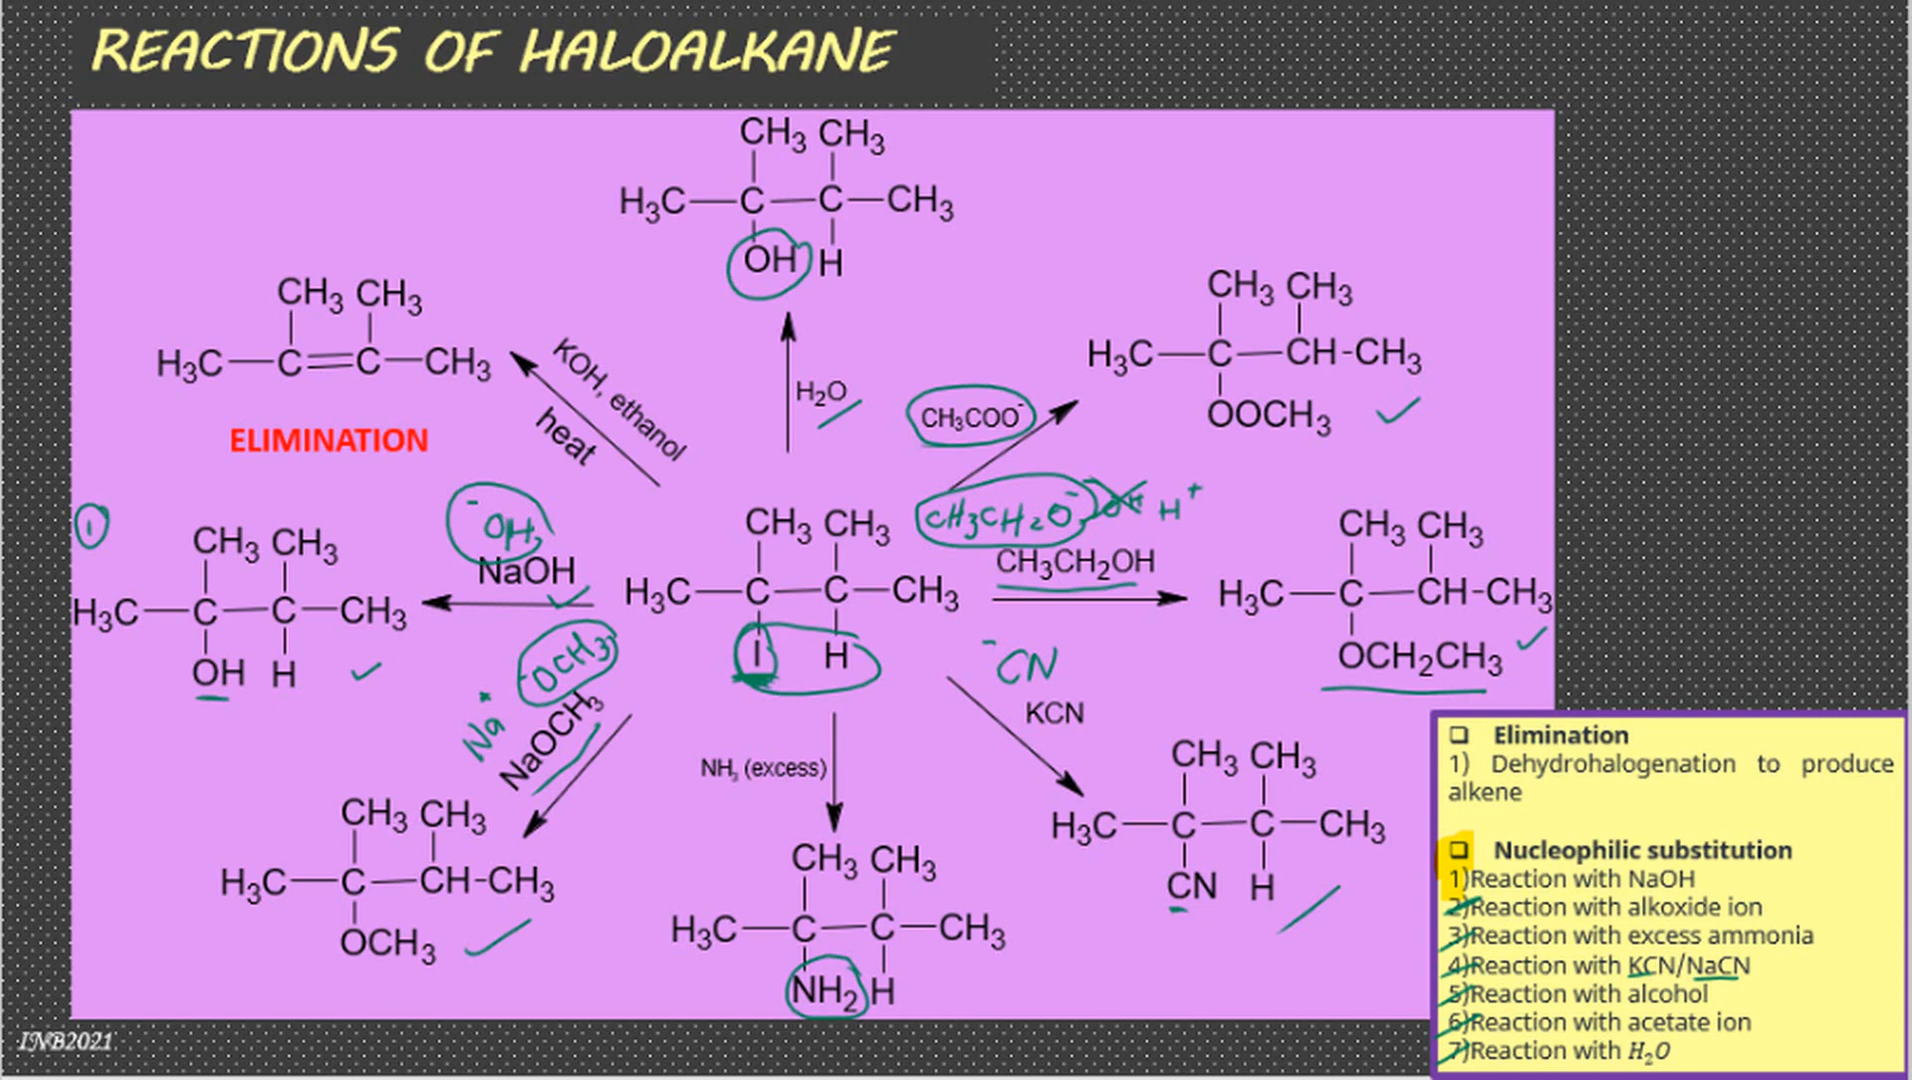 REACTIONS OF HALOALKANE
CH₃ CH₃
H₃C—C—C—CH₃
OH H
CH₃ CH₃
H₃C—C=C—CH₃
ELIMINATION
KOH, ethanol
heat
H₂O
CH₃COO⁻
CH₃ CH₃
H₃C—C—CH-CH₃
OOCH₃
①
CH₃ CH₃
H₃C—C—C—CH₃
OH H
⁻OH
NaOH
CH₃ CH₃
H₃C—C—C—CH₃
I H
CH₃CH₂O⁻ H⁺
CH₃CH₂OH
CH₃ CH₃
H₃C—C—CH-CH₃
OCH₂CH₃
Na⁺ ⁻OCH₃
NaOCH₃
CH₃ CH₃
H₃C—C—CH-CH₃
OCH₃
NH₃ (excess)
CH₃ CH₃
H₃C—C—C—CH₃
NH₂ H
⁻CN
KCN
CH₃ CH₃
H₃C—C—C—CH₃
CN H
❑ Elimination
1) Dehydrohalogenation to produce
alkene
❑ Nucleophilic substitution
1)Reaction with NaOH
2)Reaction with alkoxide ion
3)Reaction with excess ammonia
4)Reaction with KCN/NaCN
5)Reaction with alcohol
6)Reaction with acetate ion
7)Reaction with H₂O
INB2021